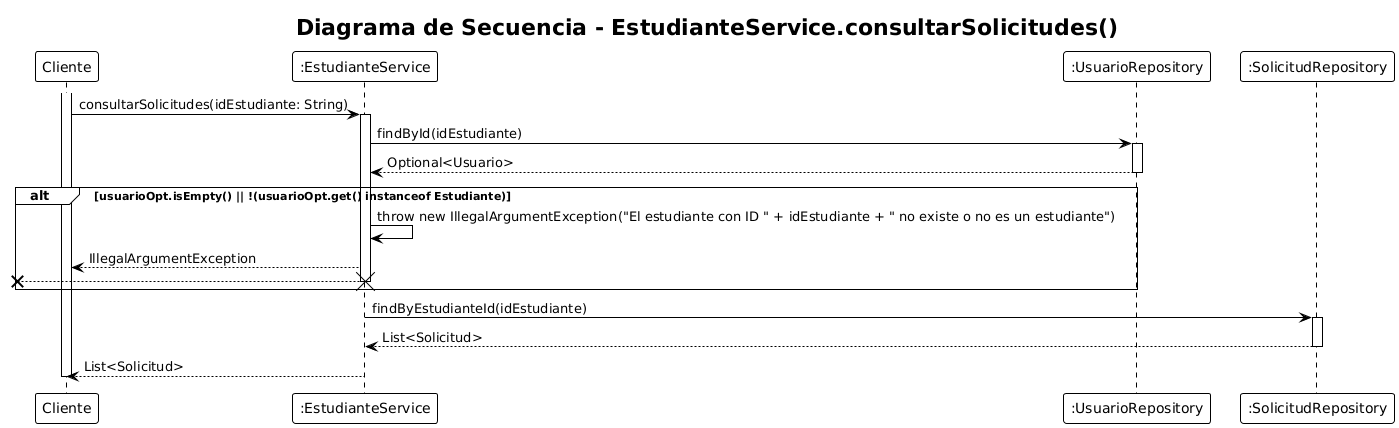 Diagrama de Secuencia - EstudianteService.consultarSolicitudes()
Cliente
:EstudianteService
:UsuarioRepository
:SolicitudRepository
consultarSolicitudes(idEstudiante: String)
findById(idEstudiante)
Optional<Usuario>
alt
[usuarioOpt.isEmpty() || !(usuarioOpt.get() instanceof Estudiante)]
throw new IllegalArgumentException("El estudiante con ID " + idEstudiante + " no existe o no es un estudiante")
IllegalArgumentException
findByEstudianteId(idEstudiante)
List<Solicitud>
List<Solicitud>
Cliente
:EstudianteService
:UsuarioRepository
:SolicitudRepository